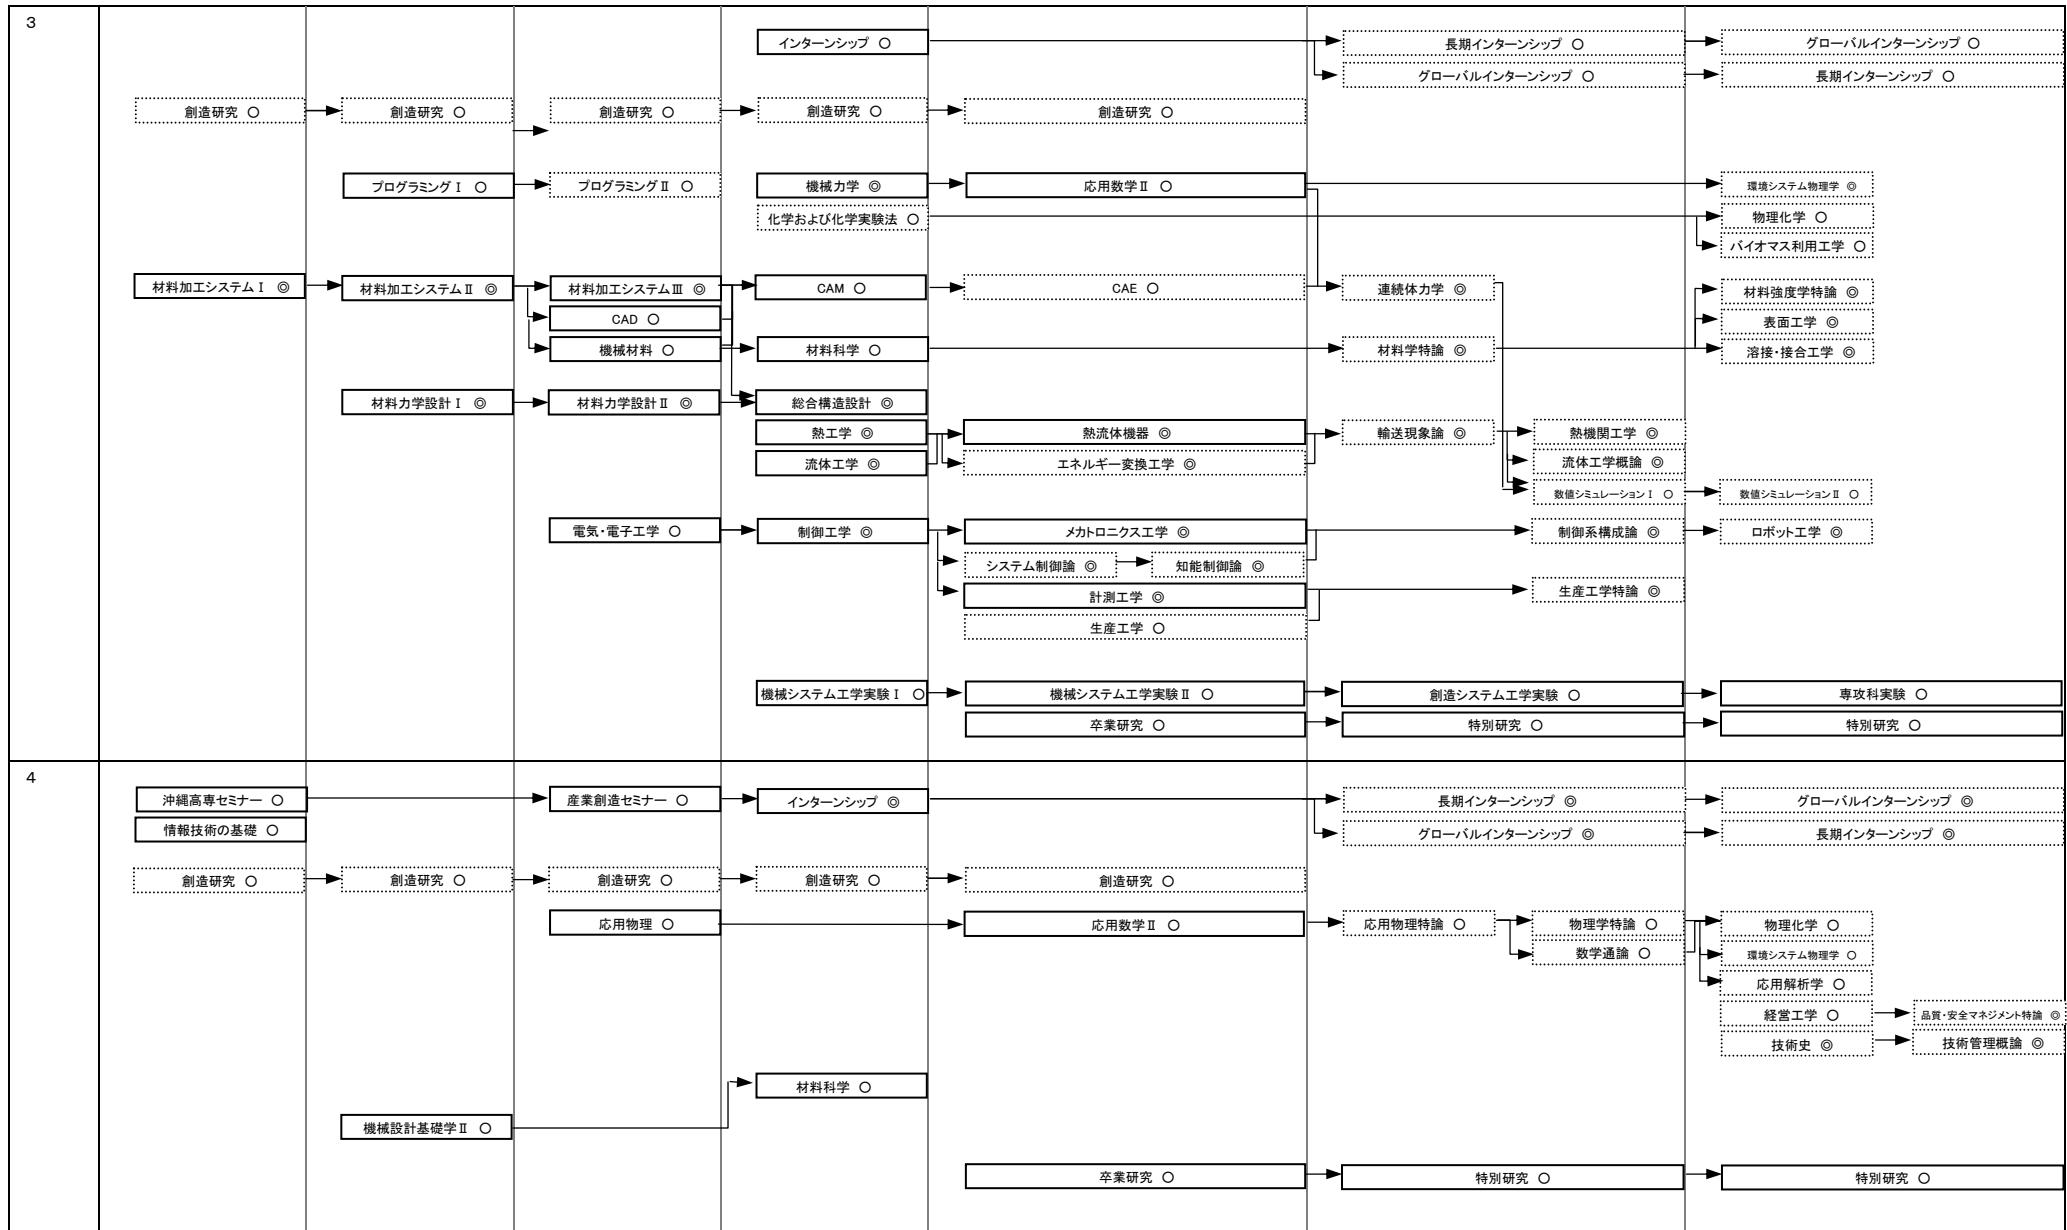 3
インターンシップ ○
長期インターンシップ ○
グローバルインターンシップ ○
グローバルインターンシップ ○
長期インターンシップ ○
創造研究 ○
創造研究 ○
創造研究 ○
創造研究 ○
創造研究 ○
プログラミングⅠ ○
プログラミングⅡ ○
機械力学 ◎
応用数学Ⅱ ○
環境システム物理学 ◎
化学および化学実験法 ○
物理化学 ○
バイオマス利用工学 ○
材料加工システムⅠ ◎
材料加工システムⅡ ◎
材料加工システムⅢ ◎
CAM ○
CAE ○
連続体力学 ◎
材料強度学特論 ◎
CAD ○
表面工学 ◎
機械材料 ○
材料科学 ○
材料学特論 ◎
溶接・接合工学 ◎
材料力学設計Ⅰ ◎
材料力学設計Ⅱ ◎
総合構造設計 ◎
熱工学 ◎
熱流体機器 ◎
輸送現象論 ◎
熱機関工学 ◎
流体工学 ◎
エネルギー変換工学 ◎
流体工学概論 ◎
数値シミュレーションⅠ ○
数値シミュレーションⅡ ○
電気・電子工学 ○
制御工学 ◎
メカトロニクス工学 ◎
制御系構成論 ◎
ロボット工学 ◎
システム制御論 ◎
知能制御論 ◎
計測工学 ◎
生産工学特論 ◎
生産工学 ○
機械システム工学実験Ⅰ ○
機械システム工学実験Ⅱ ○
創造システム工学実験 ○
専攻科実験 ○
卒業研究 ○
特別研究 ○
特別研究 ○
4
沖縄高専セミナー ○
産業創造セミナー ○
インターンシップ ◎
長期インターンシップ ◎
グローバルインターンシップ ◎
情報技術の基礎 ○
グローバルインターンシップ ◎
長期インターンシップ ◎
創造研究 ○
創造研究 ○
創造研究 ○
創造研究 ○
創造研究 ○
応用物理 ○
応用数学Ⅱ ○
応用物理特論 ○
物理学特論 ○
物理化学 ○
数学通論 ○
環境システム物理学 ○
応用解析学 ○
経営工学 ○
品質・安全マネジメント特論 ◎
技術史 ◎
技術管理概論 ◎
材料科学 ○
機械設計基礎学Ⅱ ○
卒業研究 ○
特別研究 ○
特別研究 ○